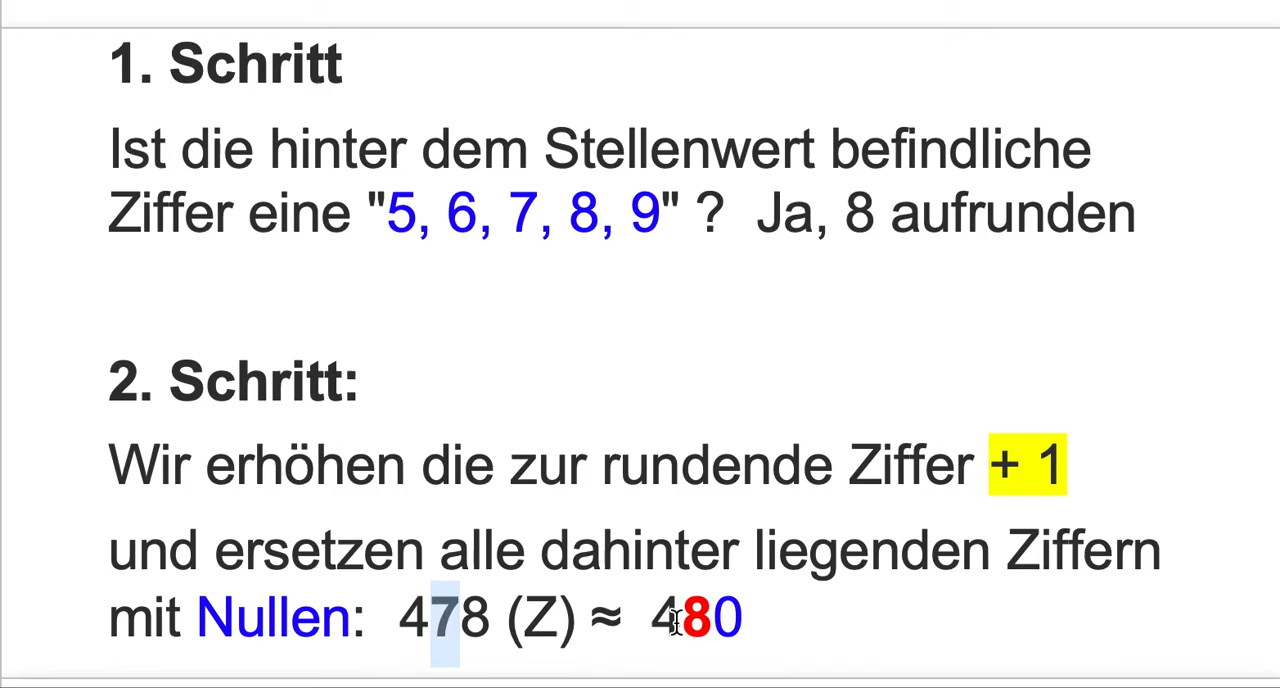 1. Schritt
Ist die hinter dem Stellenwert befindliche
Ziffer eine "5, 6, 7, 8, 9" ?  Ja, 8 aufrunden
2. Schritt:
Wir erhöhen die zur rundende Ziffer + 1
und ersetzen alle dahinter liegenden Ziffern
mit Nullen:  478 (Z) ≈  480